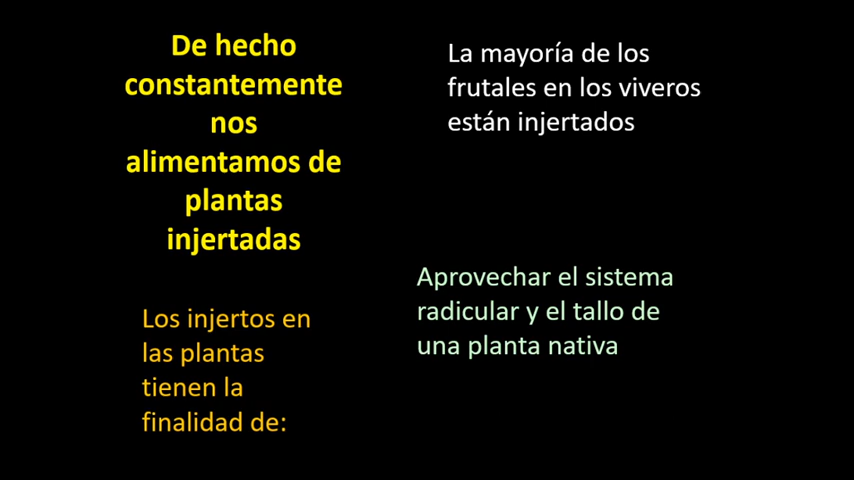 De hecho
constantemente
nos
alimentamos de
plantas
injertadas
La mayoría de los
frutales en los viveros
están injertados
Los injertos en
las plantas
tienen la
finalidad de:
Aprovechar el sistema
radicular y el tallo de
una planta nativa